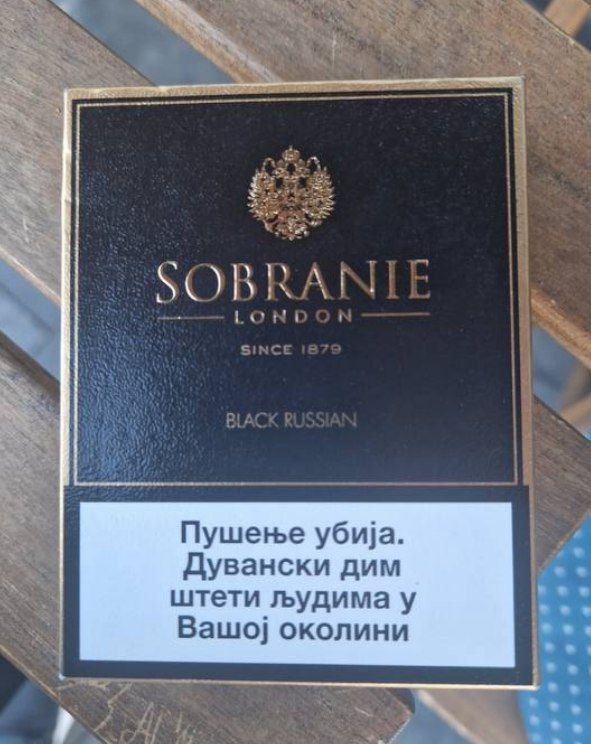 SOBRANIE
LONDON
SINCE 1879
BLACK RUSSIAN
Пушење убија.
Дувански дим
штети људима у
Вашој околини